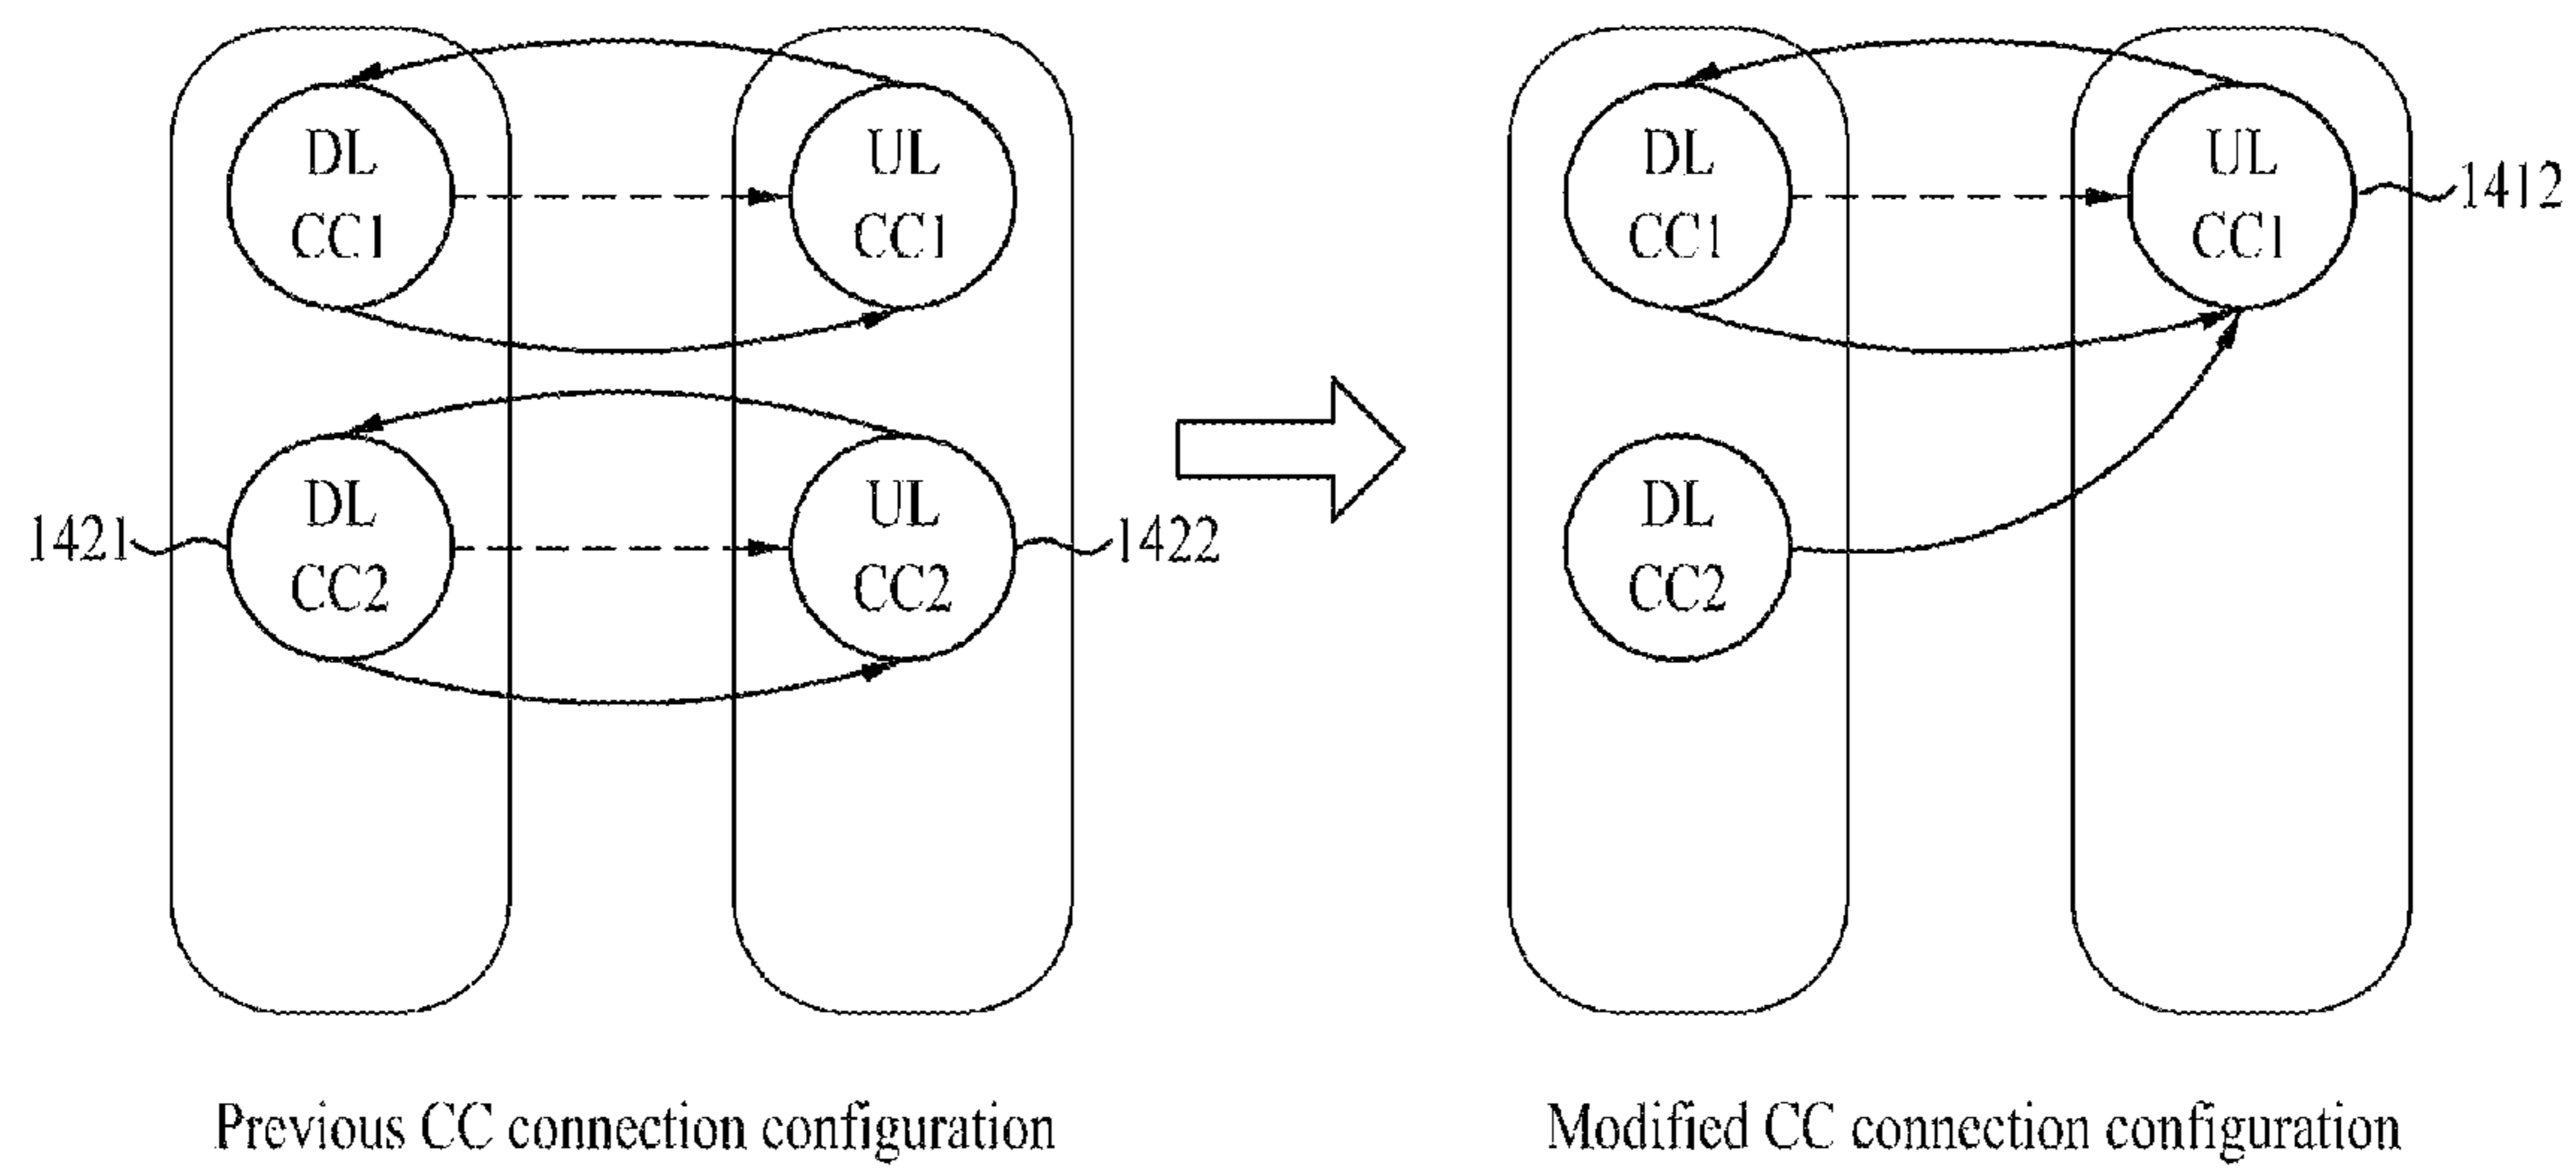 DL
CC1
UL
CC1
DL
CC2
UL
CC2
1421
1422
DL
CC1
UL
CC1
1412
DL
CC2
Previous CC connection configuration
Modified CC connection configuration